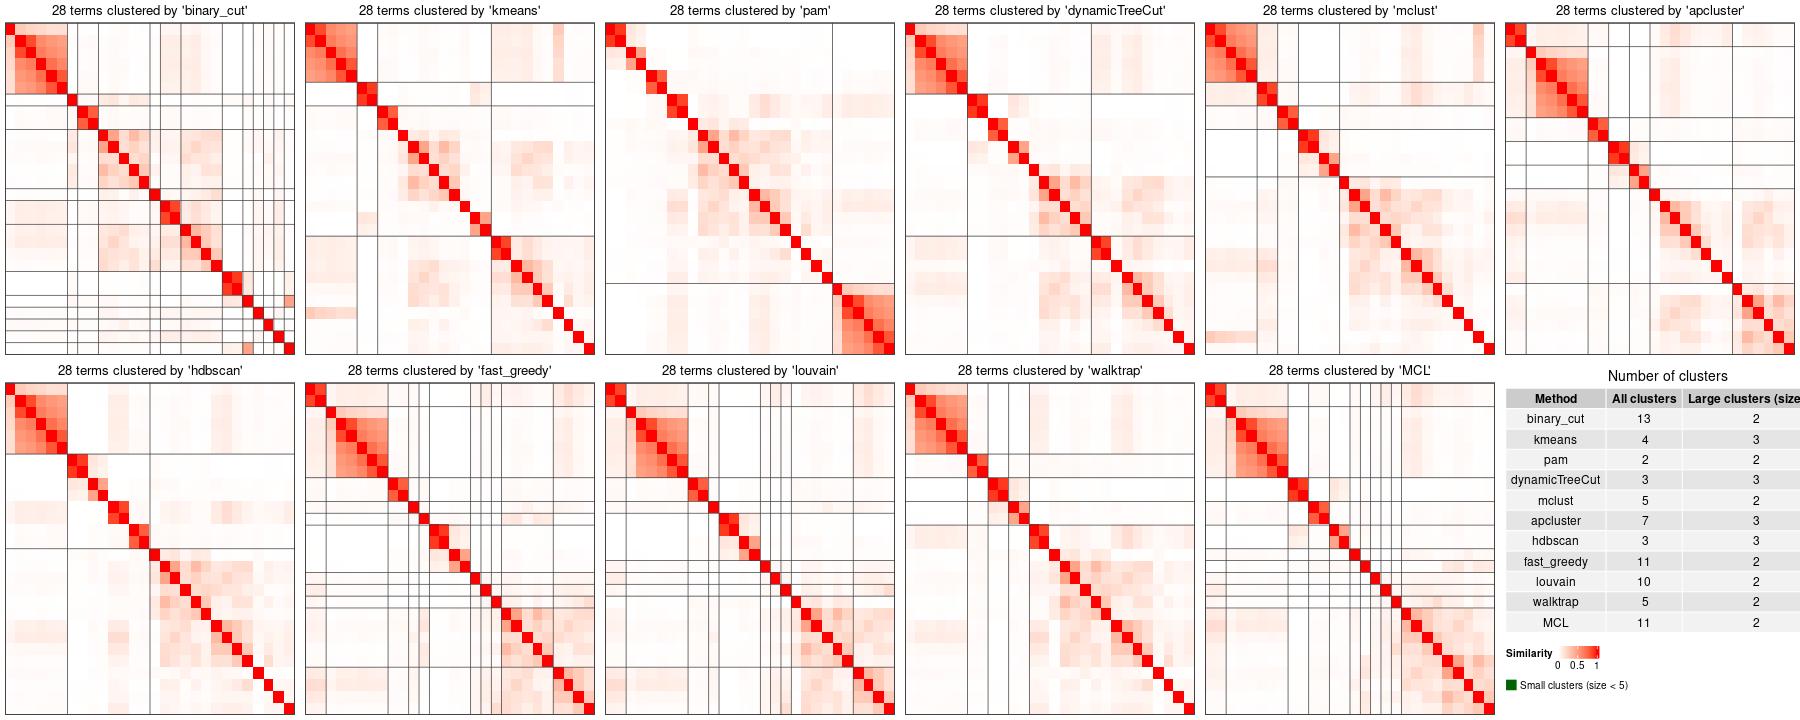 28 terms clustered by 'binary_cut'
28 terms clustered by 'kmeans'
28 terms clustered by 'pam'
28 terms clustered by 'dynamicTreeCut'
28 terms clustered by 'mclust'
28 terms clustered by 'apcluster'
28 terms clustered by 'hdbscan'
28 terms clustered by 'fast_greedy'
28 terms clustered by 'louvain'
28 terms clustered by 'walktrap'
28 terms clustered by 'MCL'
Number of clusters
Method All clusters Large clusters (size
binary_cut 13 2
kmeans 4 3
pam 2 2
dynamicTreeCut 3 3
mclust 5 2
apcluster 7 3
hdbscan 3 3
fast_greedy 11 2
louvain 10 2
walktrap 5 2
MCL 11 2
Similarity
0 0.5 1
Small clusters (size < 5)